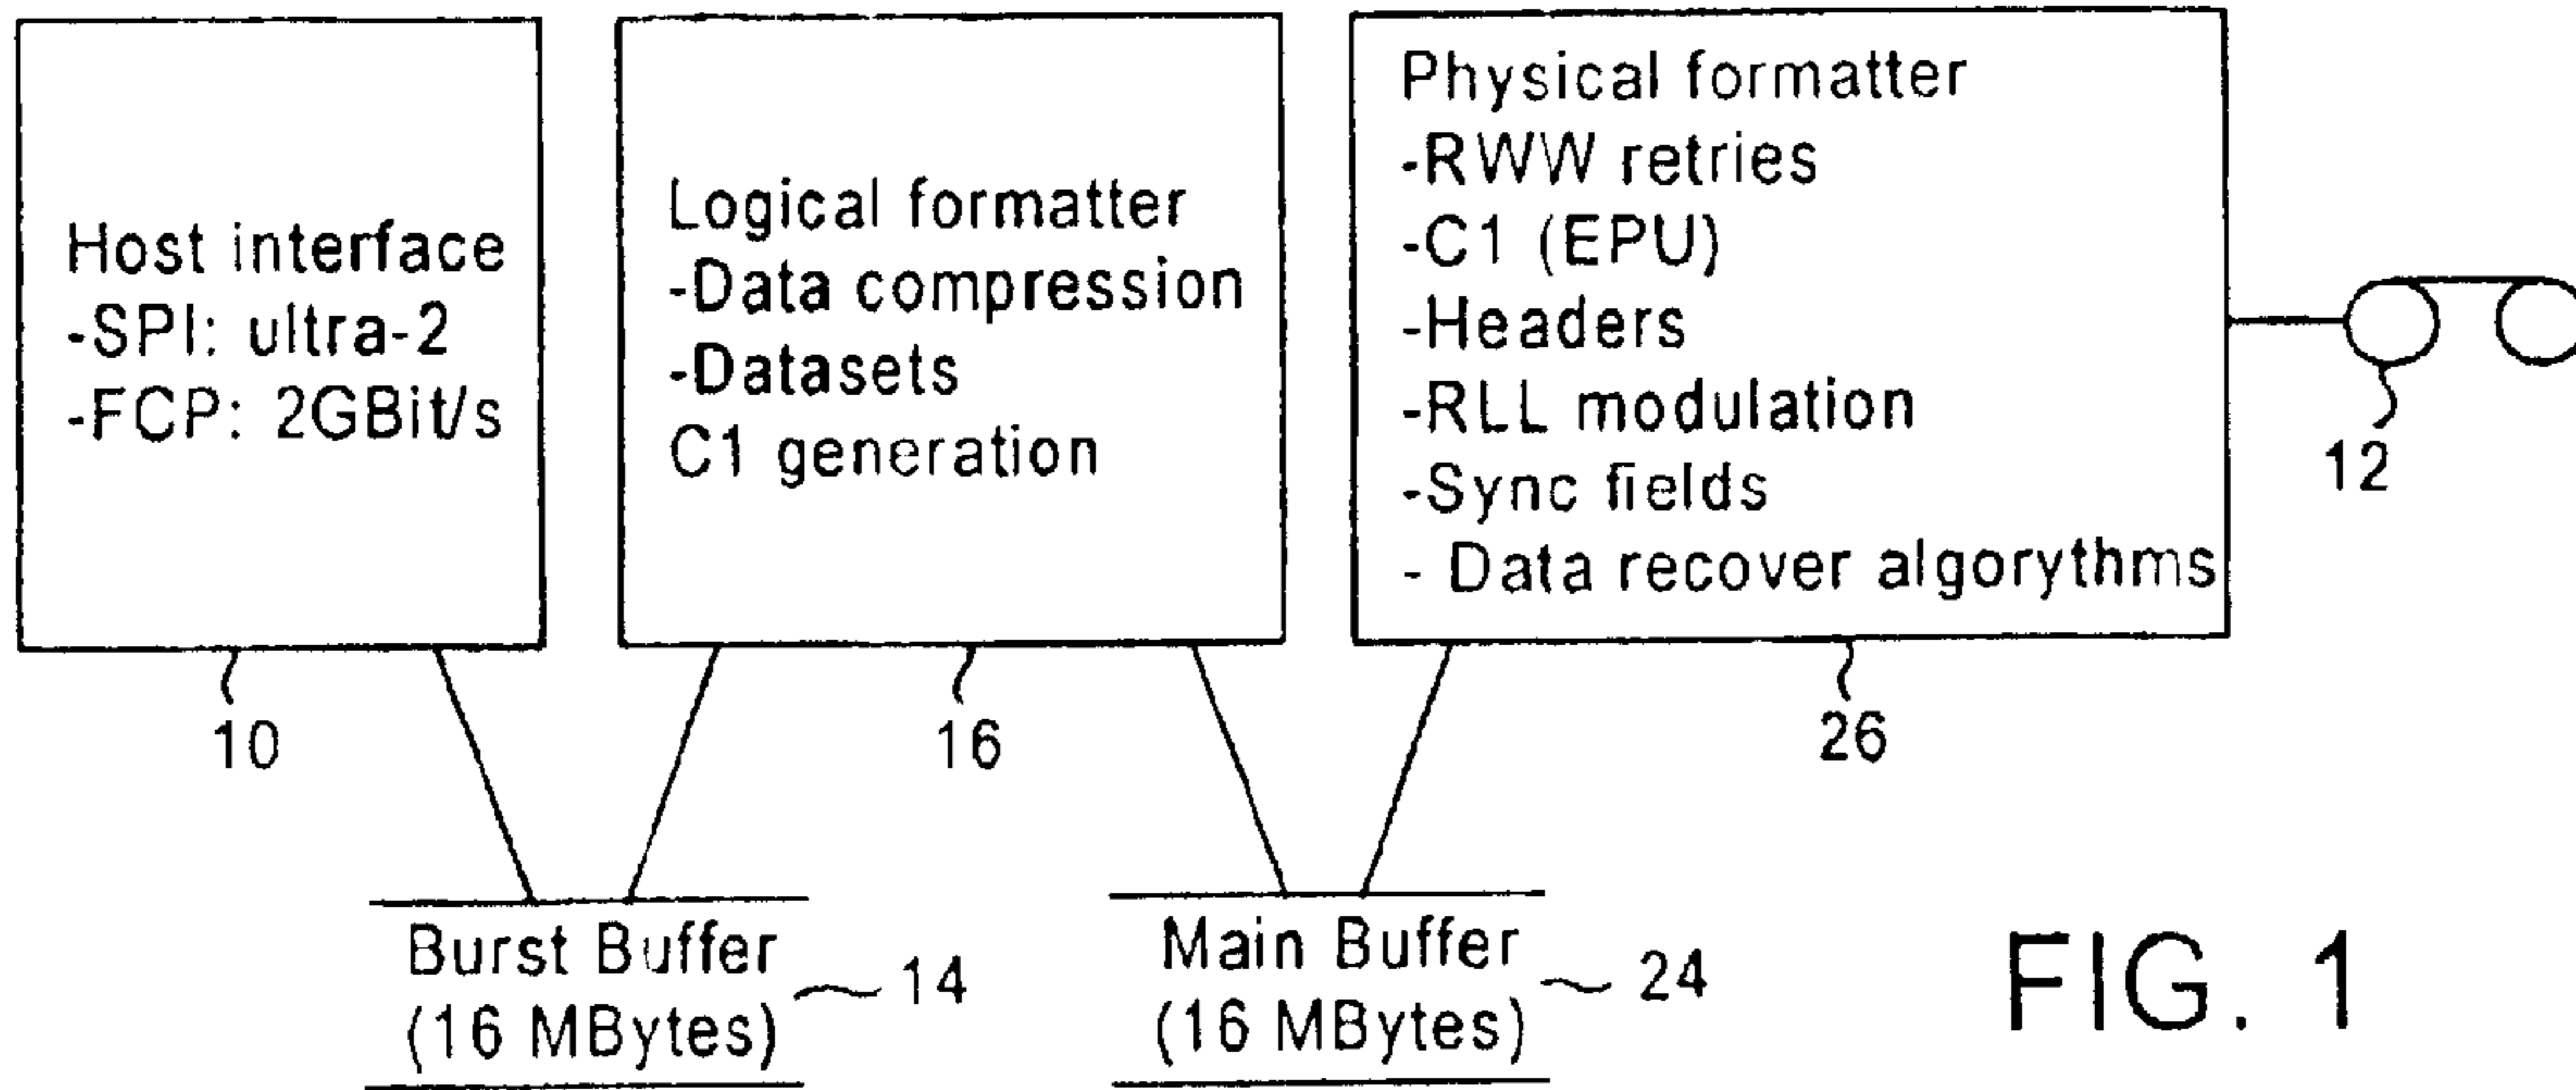 Host interface
-SPI: ultra-2
-FCP: 2GBit/s
10
Logical formatter
-Data compression
-Datasets
C1 generation
16
Physical formatter
-RWW retries
-C1 (EPU)
-Headers
-RLL modulation
-Sync fields
- Data recover algorythms
26
12
Burst Buffer
(16 MBytes)
14
Main Buffer
(16 MBytes)
24
FIG. 1